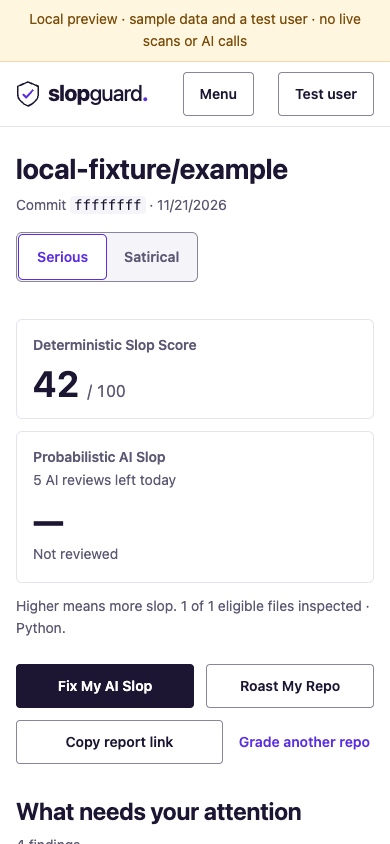 Local preview · sample data and a test user · no live
scans or AI calls
slopguard.
Menu
Test user
local-fixture/example
Commit ffffffff · 11/21/2026
Serious
Satirical
Deterministic Slop Score
42 / 100
Probabilistic AI Slop
5 AI reviews left today
—
Not reviewed
Higher means more slop. 1 of 1 eligible files inspected ·
Python.
Fix My AI Slop
Roast My Repo
Copy report link
Grade another repo
What needs your attention
4 findings